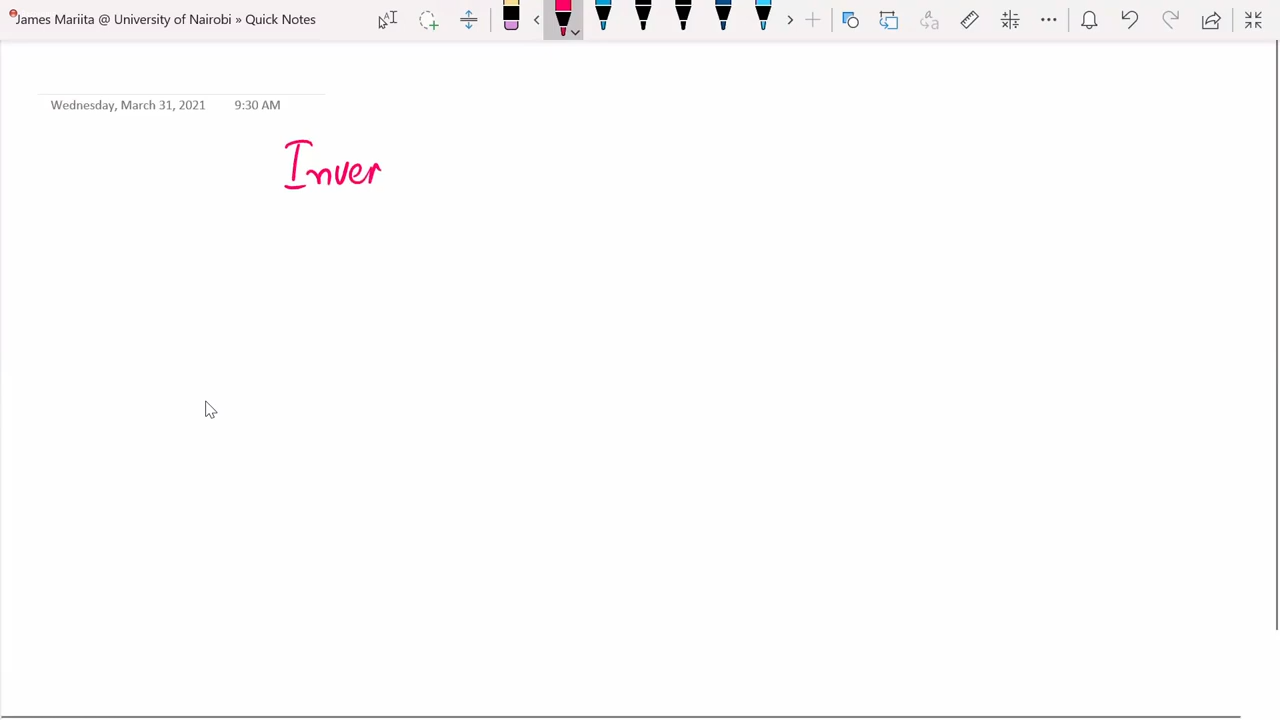 James Mariita @ University of Nairobi » Quick Notes
Wednesday, March 31, 2021 9:30 AM
Inver